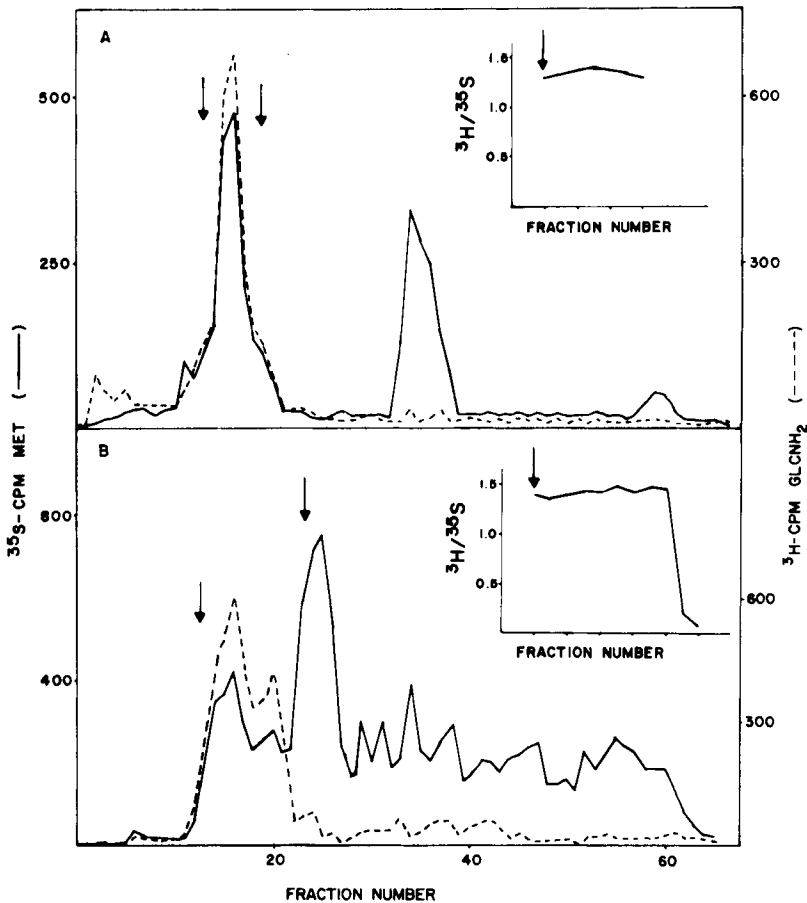 A
500
250
600
300
1.5
1.0
0.5
³H/³⁵S
FRACTION NUMBER
³⁵S-CPM MET (——)
³H-CPM GLCNH₂ (-----)
B
800
400
600
300
1.5
1.0
0.5
³H/³⁵S
FRACTION NUMBER
20
40
60
FRACTION NUMBER